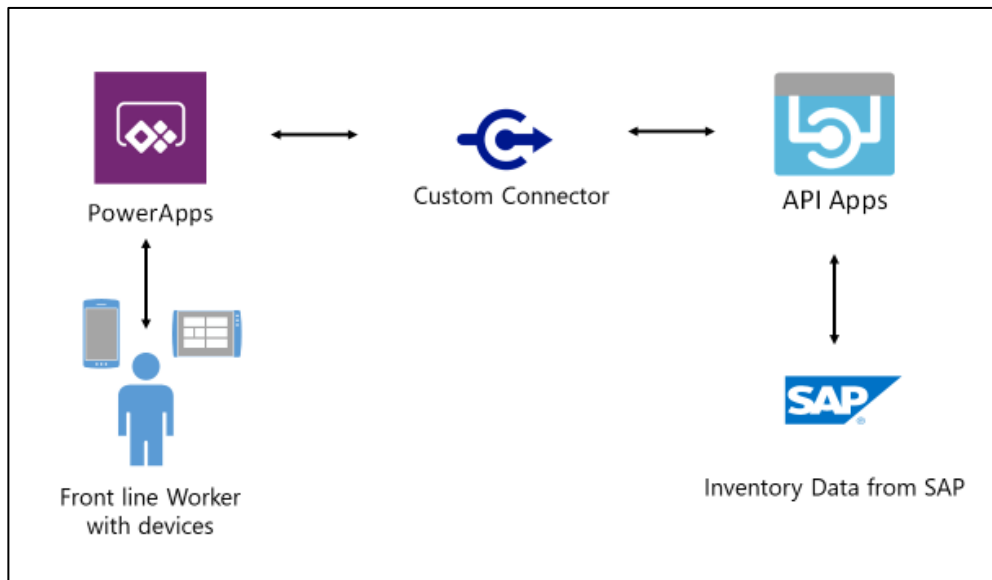 PowerApps
Custom Connector
API Apps
SAP®
Front line Worker
with devices
Inventory Data from SAP